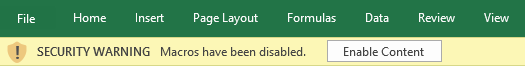 File Home Insert Page Layout Formulas Data Review View
SECURITY WARNING Macros have been disabled. Enable Content